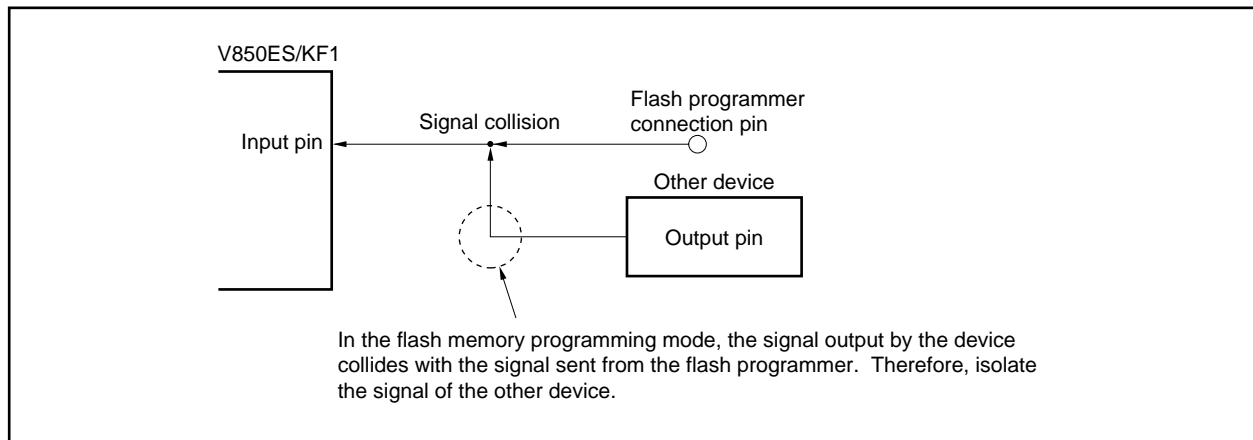 V850ES/KF1
Flash programmer
connection pin
Signal collision
Input pin
Other device
Output pin
In the flash memory programming mode, the signal output by the device
collides with the signal sent from the flash programmer.  Therefore, isolate
the signal of the other device.